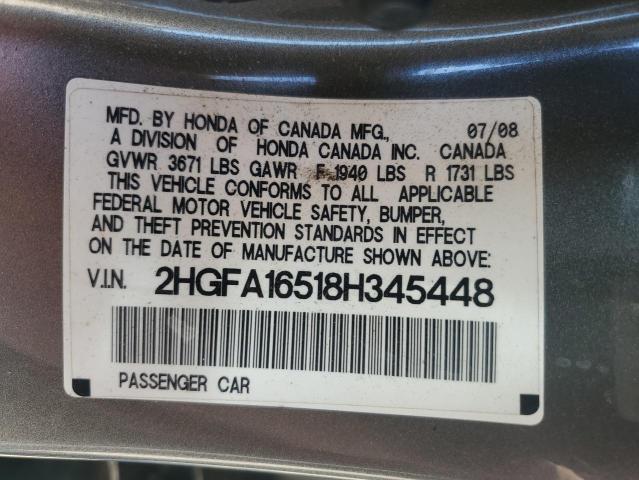 MFD. BY HONDA OF CANADA MFG., 07/08
A DIVISION OF HONDA CANADA INC. CANADA
GVWR 3671 LBS GAWR F 1940 LBS R 1731 LBS
THIS VEHICLE CONFORMS TO ALL APPLICABLE
FEDERAL MOTOR VEHICLE SAFETY, BUMPER,
AND THEFT PREVENTION STANDARDS IN EFFECT
ON THE DATE OF MANUFACTURE SHOWN ABOVE:
V.I.N. 2HGFA16518H345448
PASSENGER CAR